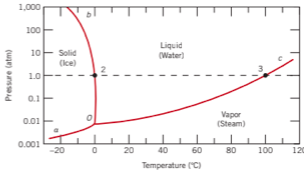 1,000
b
100
Solid
(Ice)
Liquid
(Water)
10
c
1.0
2
3
0.1
Vapor
(Steam)
0.01
O
a
0.001
−20
0
20
40
60
80
100
120
Pressure (atm)
Temperature (°C)